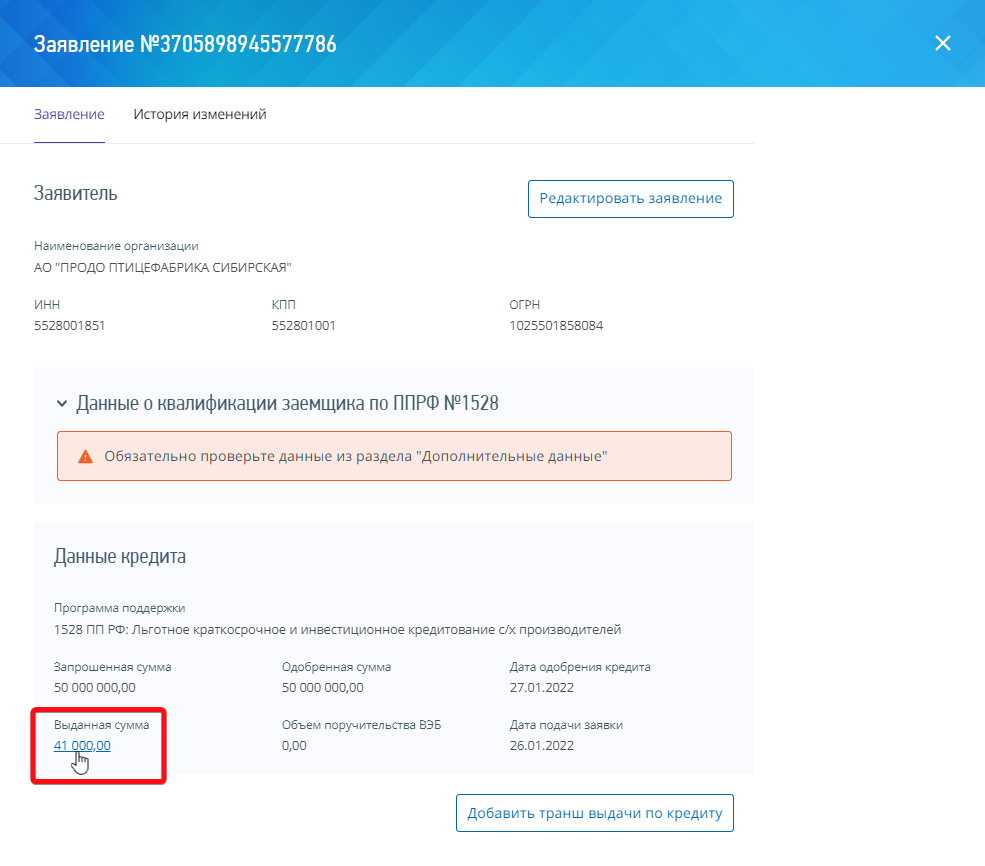 Заявление №3705898945577786
Заявление История изменений
Заявитель
Редактировать заявление
Наименование организации
АО "ПРОДО ПТИЦЕФАБРИКА СИБИРСКАЯ"
ИНН КПП ОГРН
5528001851 552801001 1025501858084
Данные о квалификации заемщика по ППРФ №1528
Обязательно проверьте данные из раздела "Дополнительные данные"
Данные кредита
Программа поддержки
1528 ПП РФ: Льготное краткосрочное и инвестиционное кредитование с/х производителей
Запрошенная сумма Одобренная сумма Дата одобрения кредита
50 000 000,00 50 000 000,00 27.01.2022
Выданная сумма Объем поручительства ВЭБ Дата подачи заявки
41 000,00 0,00 26.01.2022
Добавить транш выдачи по кредиту